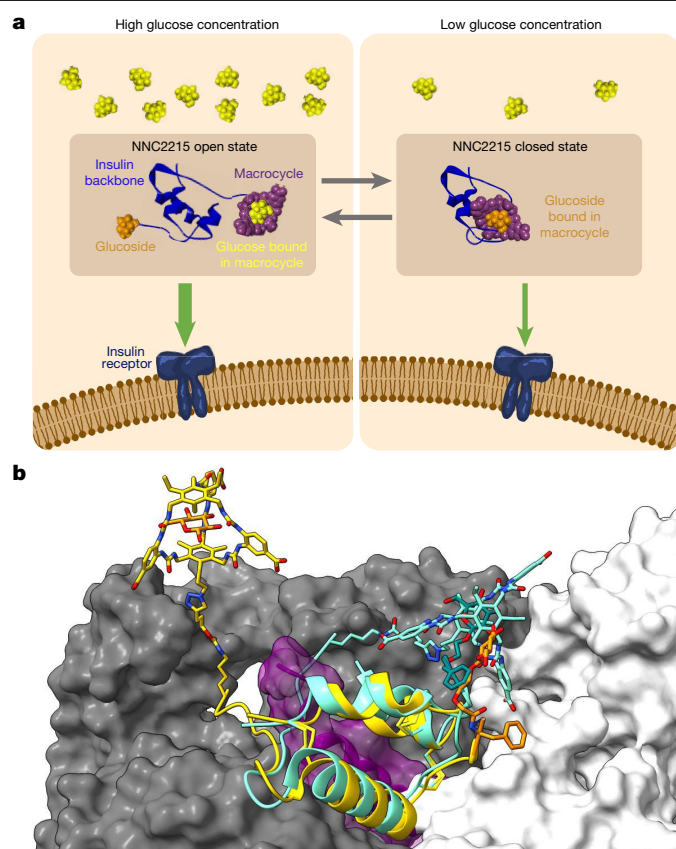 a
High glucose concentration
Low glucose concentration
NNC2215 open state
Insulin
backbone
Macrocycle
Glucoside
Glucose bound
in macrocycle
NNC2215 closed state
Glucoside
bound in
macrocycle
Insulin
receptor
b